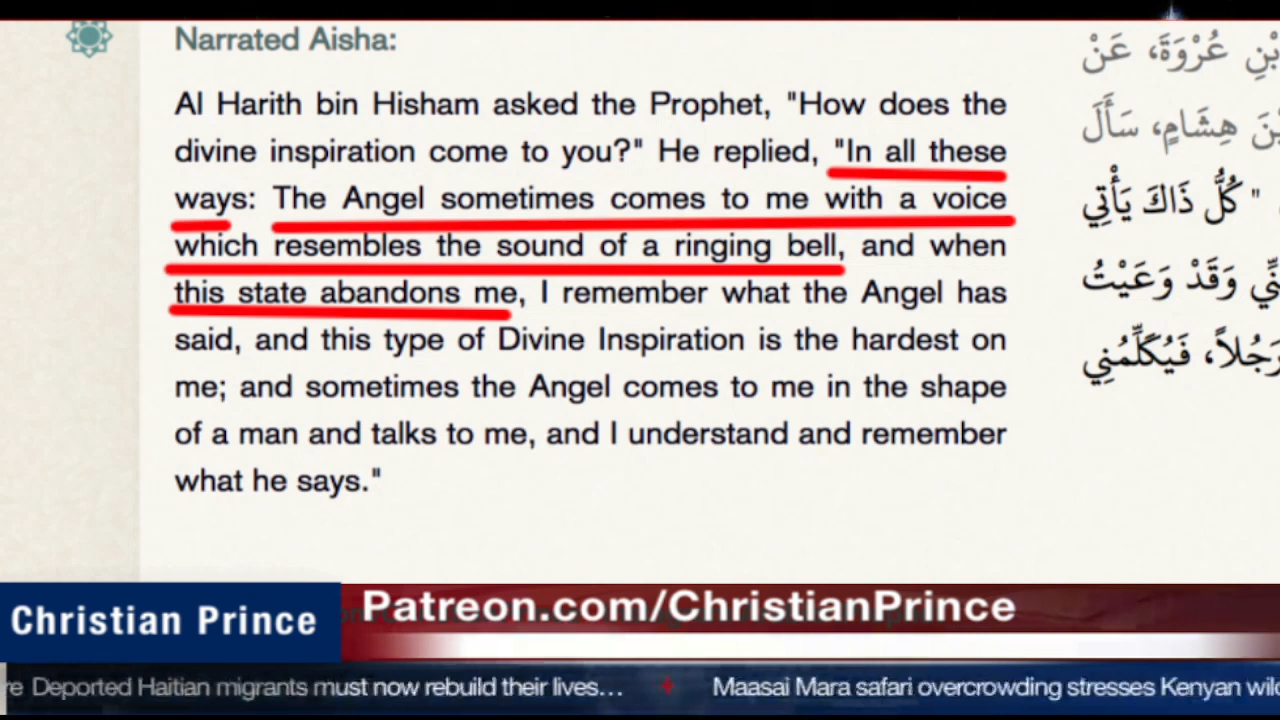 Narrated Aisha:
Al Harith bin Hisham asked the Prophet, "How does the
divine inspiration come to you?" He replied, "In all these
ways: The Angel sometimes comes to me with a voice
which resembles the sound of a ringing bell, and when
this state abandons me, I remember what the Angel has
said, and this type of Divine Inspiration is the hardest on
me; and sometimes the Angel comes to me in the shape
of a man and talks to me, and I understand and remember
what he says."
بْنِ عُرْوَةَ، عَنْ
هِشَامٍ، سَأَلَ
" كُلُّ ذَاكَ يَأْتِي
وَقَدْ وَعَيْتُ
فَيُكَلِّمُنِي
Christian Prince
Patreon.com/ChristianPrince
Deported Haitian migrants must now rebuild their lives... Maasai Mara safari overcrowding stresses Kenyan